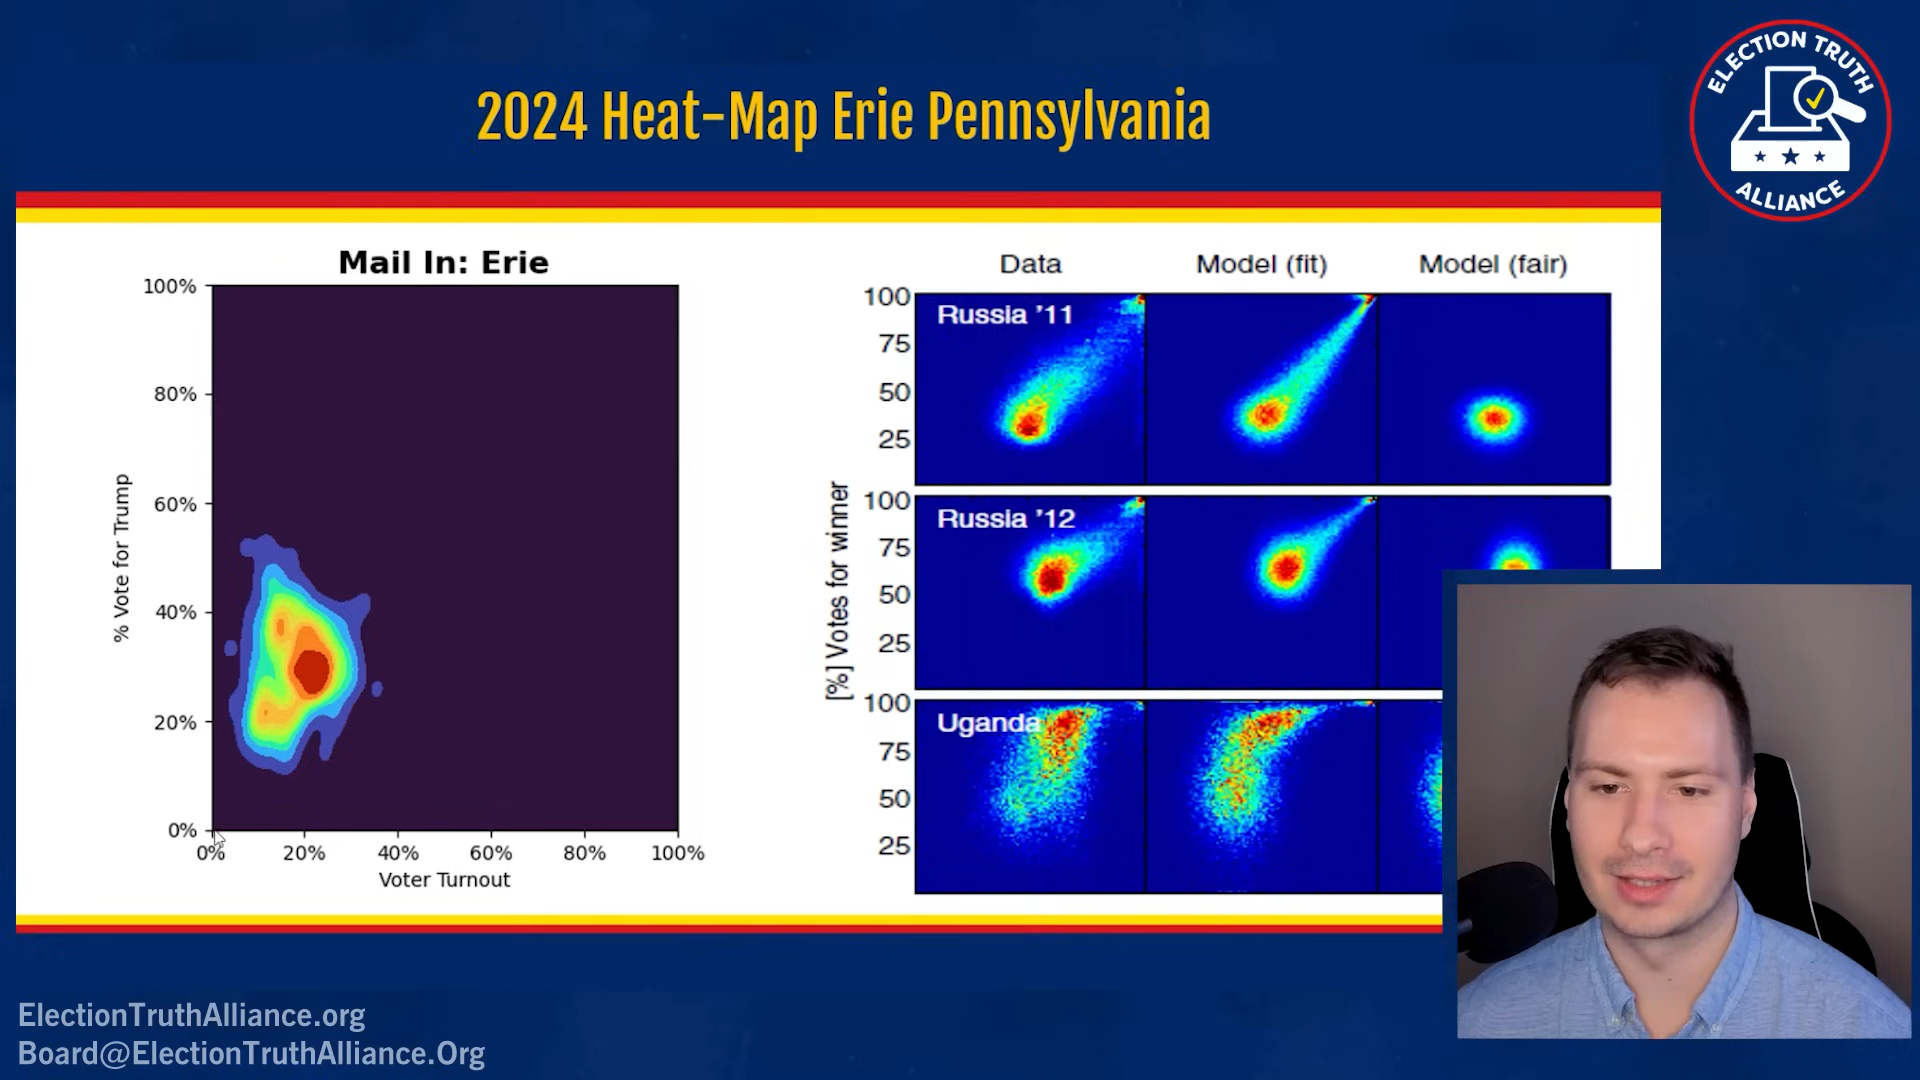 2024 Heat-Map Erie Pennsylvania
ELECTION TRUTH
ALLIANCE
Mail In: Erie
100%
80%
60%
40%
20%
0%
% Vote for Trump
0%
20%
40%
60%
80%
100%
Voter Turnout
Data
Model (fit)
Model (fair)
[%] Votes for winner
100
75
50
25
Russia ’11
100
75
50
25
Russia ’12
100
75
50
25
Uganda
ElectionTruthAlliance.org
Board@ElectionTruthAlliance.Org